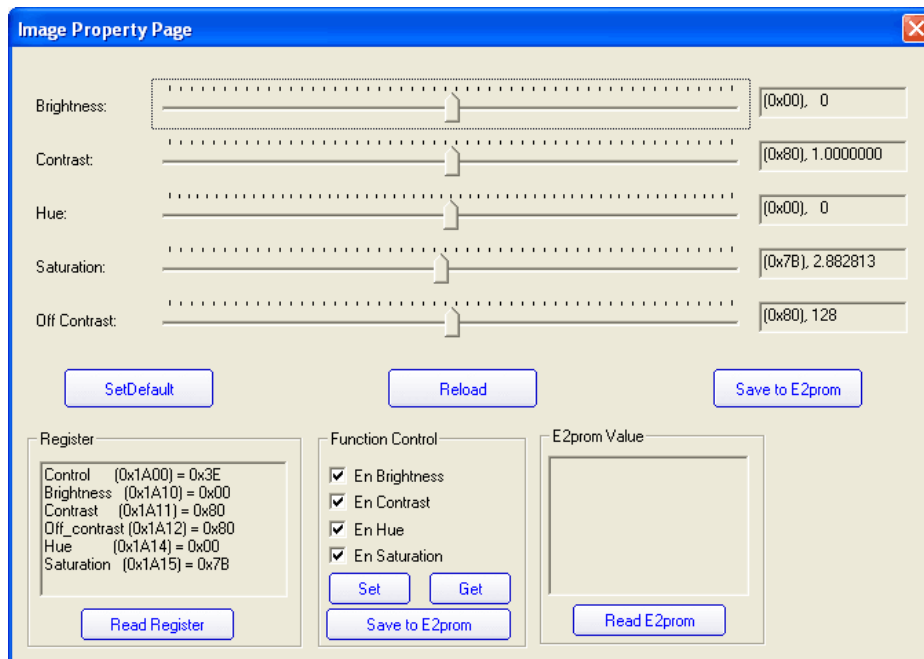 Image Property Page
Brightness:
(0x00),   0
Contrast:
(0x80), 1.0000000
Hue:
(0x00),   0
Saturation:
(0x7B), 2.882813
Off Contrast:
(0x80), 128
SetDefault
Reload
Save to E2prom
Register
Control (0x1A00) = 0x3E
Brightness (0x1A10) = 0x00
Contrast (0x1A11) = 0x80
Off_contrast (0x1A12) = 0x80
Hue (0x1A14) = 0x00
Saturation (0x1A15) = 0x7B
Read Register
Function Control
En Brightness
En Contrast
En Hue
En Saturation
Set
Get
Save to E2prom
E2prom Value
Read E2prom